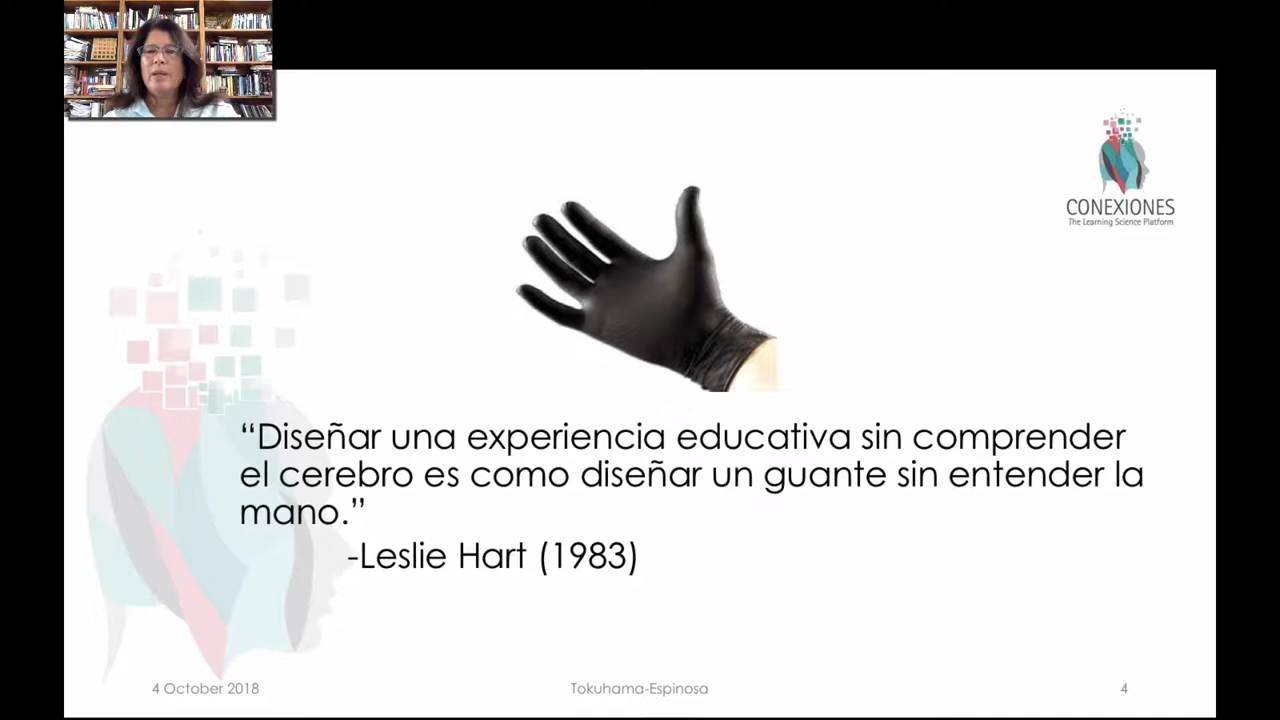 CONEXIONES
The Learning Science Platform
“Diseñar una experiencia educativa sin comprender
el cerebro es como diseñar un guante sin entender la
mano.”
-Leslie Hart (1983)
4 October 2018
Tokuhama-Espinosa
4